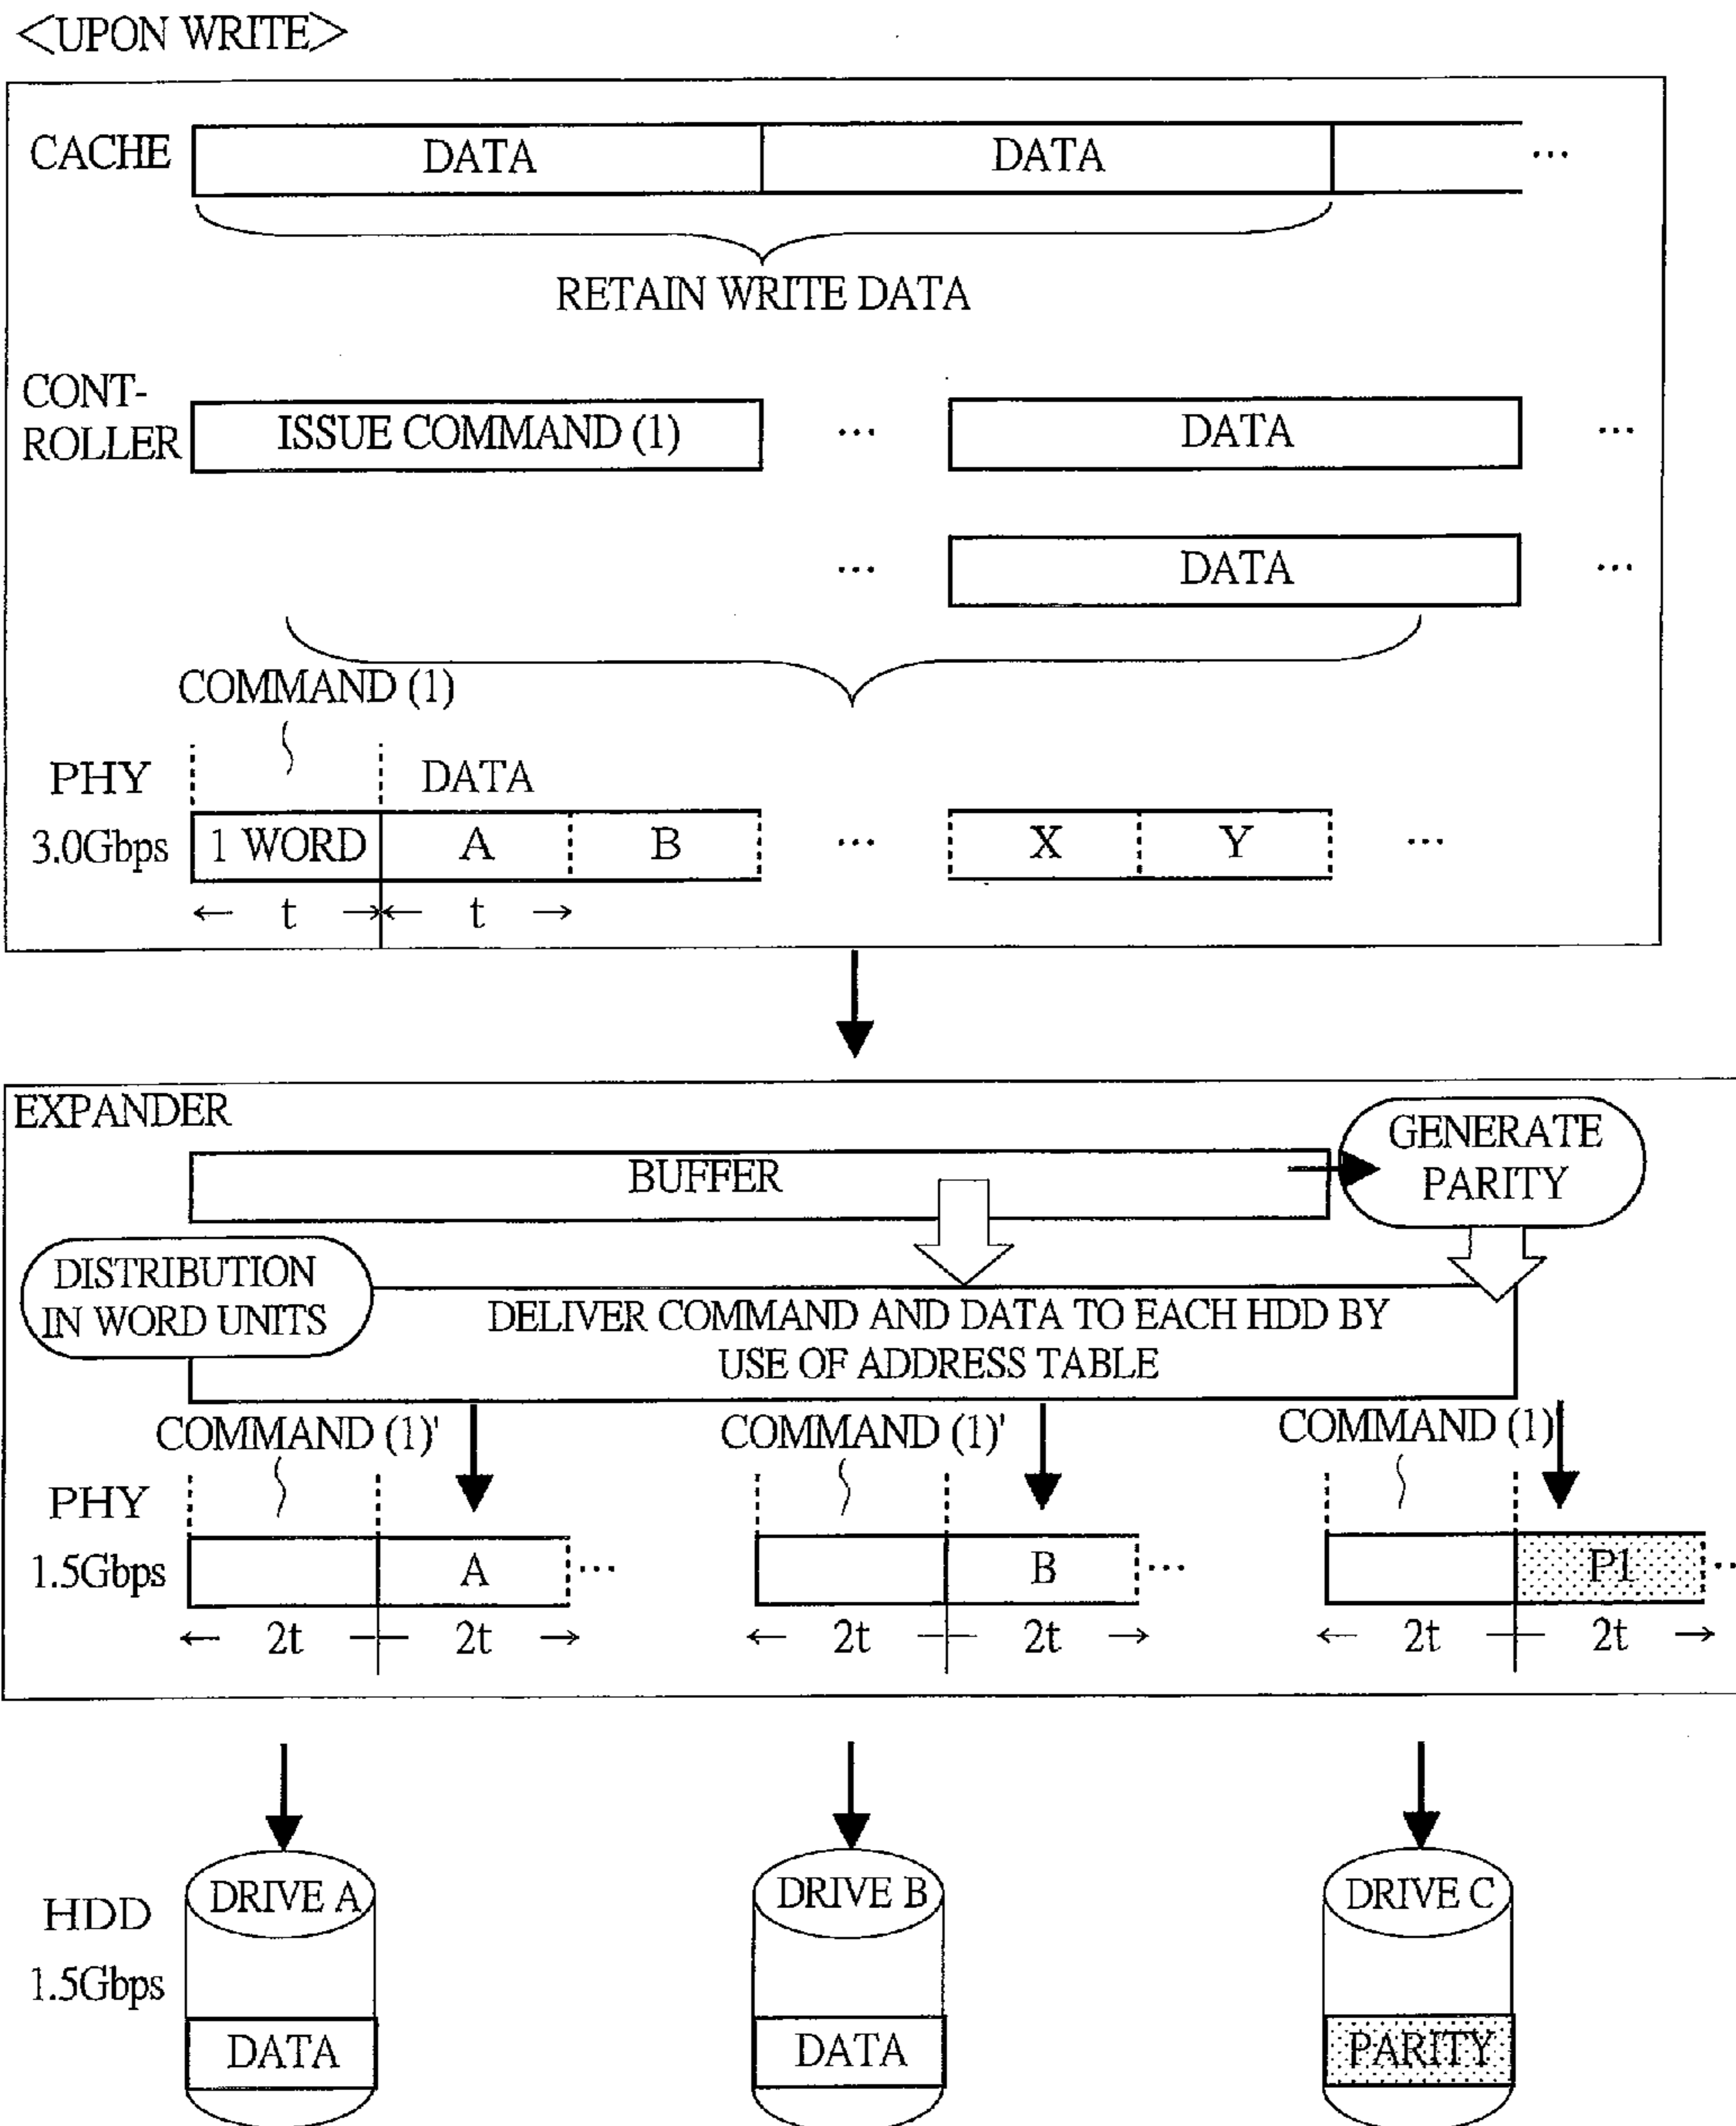 <UPON WRITE>
CACHE DATA DATA ...
RETAIN WRITE DATA
CONT-
ROLLER ISSUE COMMAND (1) ... DATA ...
... DATA ...
COMMAND (1)
PHY DATA
3.0Gbps 1 WORD A B ... X Y ...
← t → ← t →
EXPANDER
GENERATE
PARITY
BUFFER
DISTRIBUTION
IN WORD UNITS
DELIVER COMMAND AND DATA TO EACH HDD BY
USE OF ADDRESS TABLE
COMMAND (1)' COMMAND (1)' COMMAND (1)'
PHY
1.5Gbps A ... B ... P1 ..
← 2t 2t → ← 2t 2t → ← 2t 2t →
DRIVE A DRIVE B DRIVE C
HDD
1.5Gbps
DATA DATA PARITY